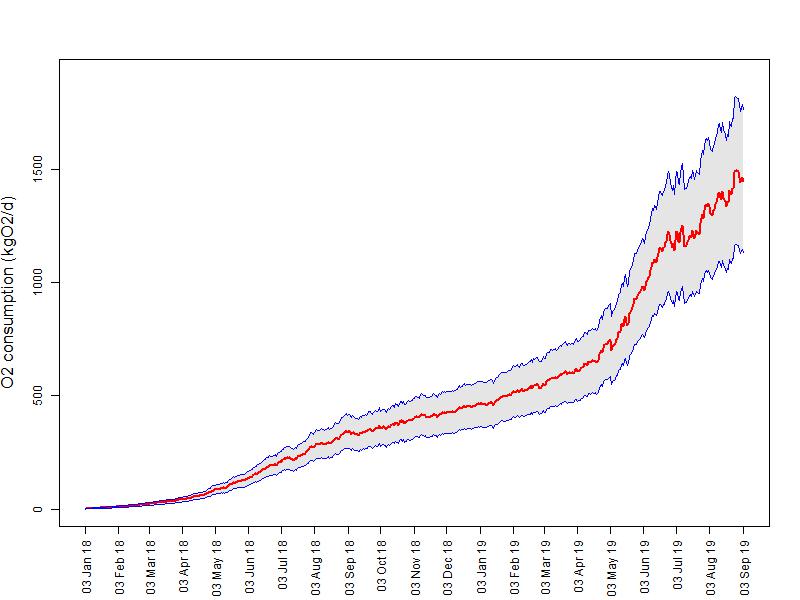 O2 consumption (kgO2/d)
1500
1000
500
0
03 Jan 18
03 Feb 18
03 Mar 18
03 Apr 18
03 May 18
03 Jun 18
03 Jul 18
03 Aug 18
03 Sep 18
03 Oct 18
03 Nov 18
03 Dec 18
03 Jan 19
03 Feb 19
03 Mar 19
03 Apr 19
03 May 19
03 Jun 19
03 Jul 19
03 Aug 19
03 Sep 19